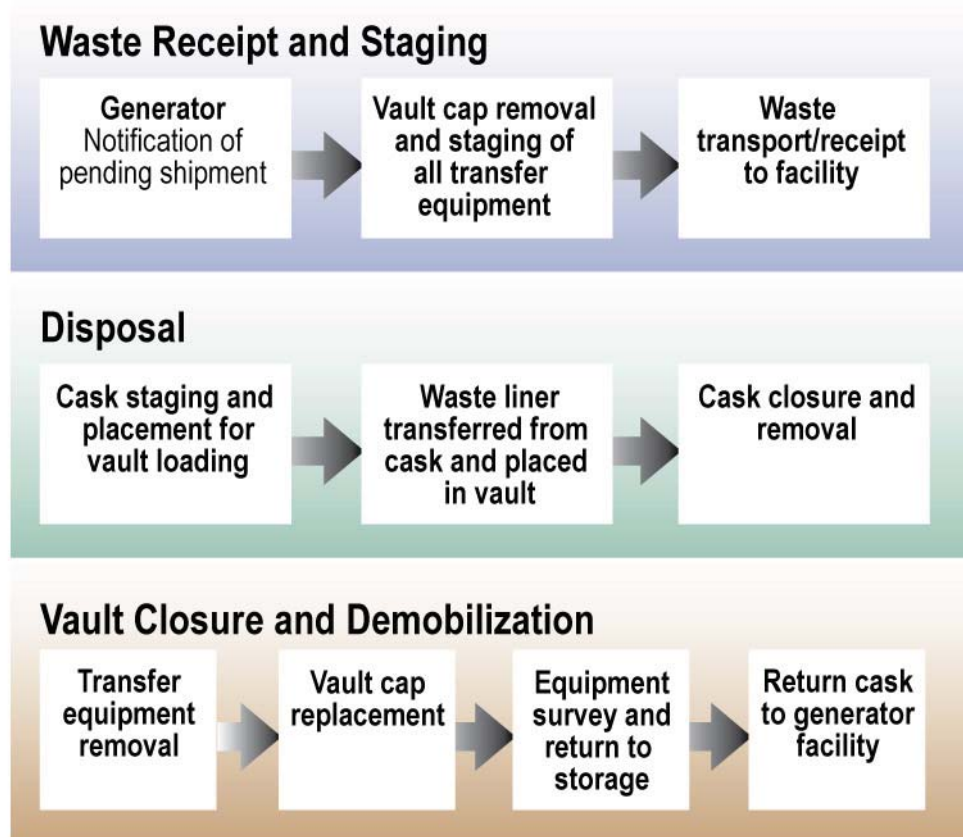 Waste Receipt and Staging
Generator
Notification of
pending shipment
Vault cap removal
and staging of
all transfer
equipment
Waste
transport/receipt
to facility
Disposal
Cask staging and
placement for
vault loading
Waste liner
transferred from
cask and placed
in vault
Cask closure and
removal
Vault Closure and Demobilization
Transfer
equipment
removal
Vault cap
replacement
Equipment
survey and
return to
storage
Return cask
to generator
facility